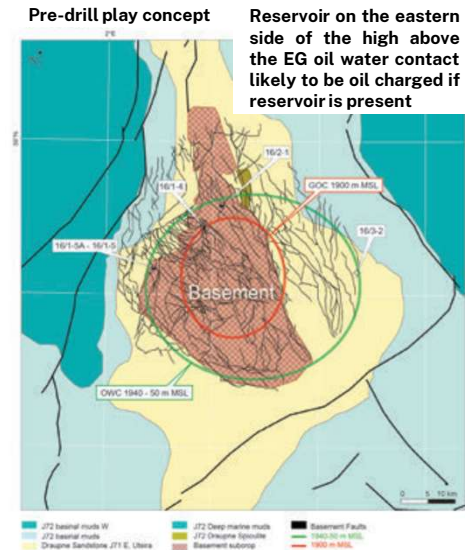 Pre-drill play concept
Reservoir on the eastern
side of the high above
the EG oil water contact
likely to be oil charged if
reservoir is present
2°E
16/2-1
16/1-4
GOC 1900 m MSL
16/3-2
16/1-5A - 16/1-5
Basement
OWC 1940 - 50 m MSL
0 5 10 km
J72 basinal muds W
J72 Deep marine muds
Basement Faults
J72 basinal muds
J72 Draupne Spiculite
1940-50 m MSL
Draupne Sandstone JT1 E, Utsira
Basement subcrop
1900 m MSL